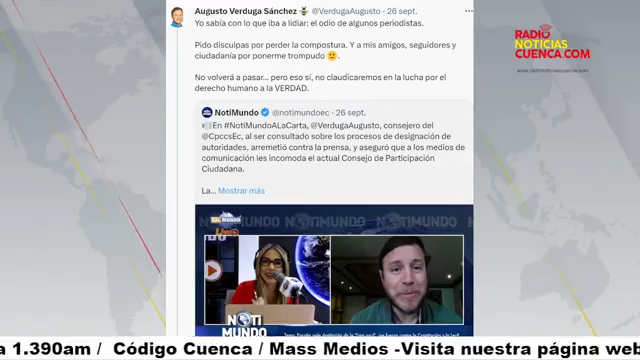 Augusto Verduga Sánchez @VerdugaAugusto · 26 sept.
Yo sabía con lo que iba a lidiar: el odio de algunos periodistas.
Pido disculpas por perder la compostura. Y a mis amigos, seguidores y
ciudadanía por ponerme trompudo 🙁.
No volverá a pasar... pero eso sí, no claudicaremos en la lucha por el
derecho humano a la VERDAD.
NotiMundo @notimundoec · 26 sept.
En #NotiMundoALaCarta, @VerdugaAugusto, consejero del
@CpccsEc, al ser consultado sobre los procesos de designación de
autoridades, arremetió contra la prensa, y aseguró que a los medios de
comunicación les incomoda el actual Consejo de Participación
Ciudadana.
La... Mostrar más
RADIO
NOTICIAS
CUENCA.COM
www.radionoticiascuenca.com
NOTIMUNDO
NOTIMUNDO
NOTI
MUNDO
a 1.390am / Código Cuenca / Mass Medios -Visita nuestra página web